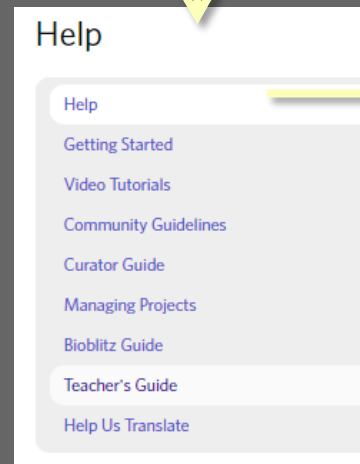 Help
Help
Getting Started
Video Tutorials
Community Guidelines
Curator Guide
Managing Projects
Bioblitz Guide
Teacher's Guide
Help Us Translate